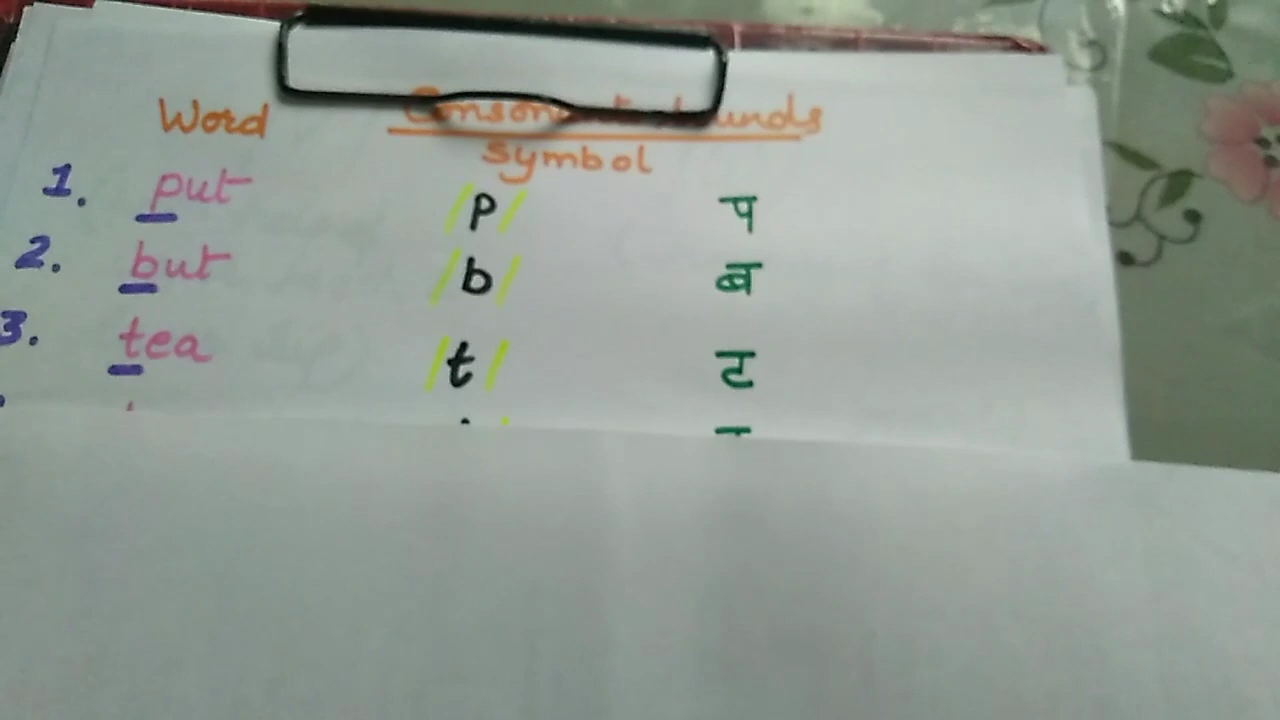 Word
Symbol
1. put /p/ प
2. but /b/ ब
3. tea /t/ ट